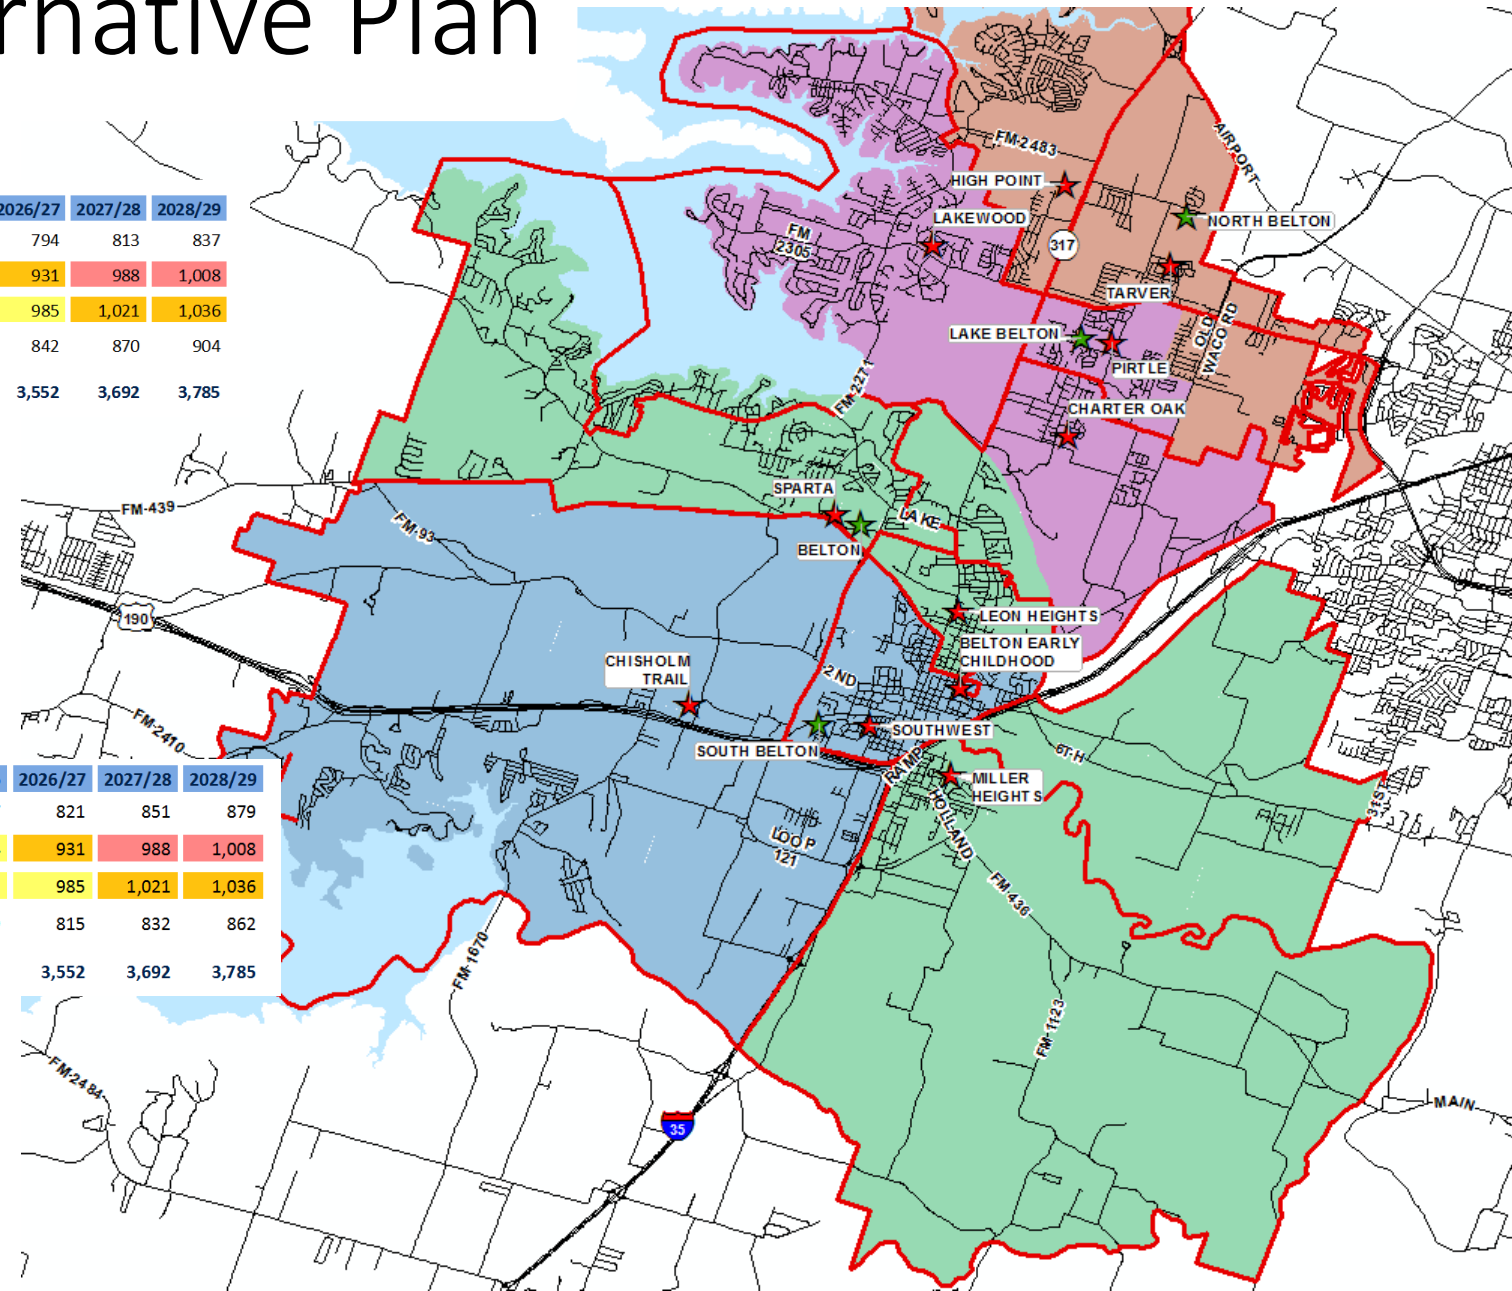 rnative Plan
2026/27 2027/28 2028/29
794 813 837
931 988 1,008
985 1,021 1,036
842 870 904
3,552 3,692 3,785
2026/27 2027/28 2028/29
821 851 879
931 988 1,008
985 1,021 1,036
815 832 862
3,552 3,692 3,785
AIRPORT
FM-2483
HIGH POINT
LAKEWOOD
NORTH BELTON
FM
2305
317
TARVER
LAKE BELTON
OLD
WACO RD
PIRTLE
FM-2271
CHARTER OAK
SPARTA
FM-439
FM-93
LAKE
BELTON
190
LEON HEIGHTS
BELTON EARLY
CHILDHOOD
CHISHOLM
TRAIL
2ND
FM-2410
SOUTHWEST
SOUTH BELTON
6TH
RAMP
MILLER
HEIGHTS
31ST
HOLLAND
LOOP
121
FM-436
FM-1670
FM-1123
FM-2484
MAIN
35